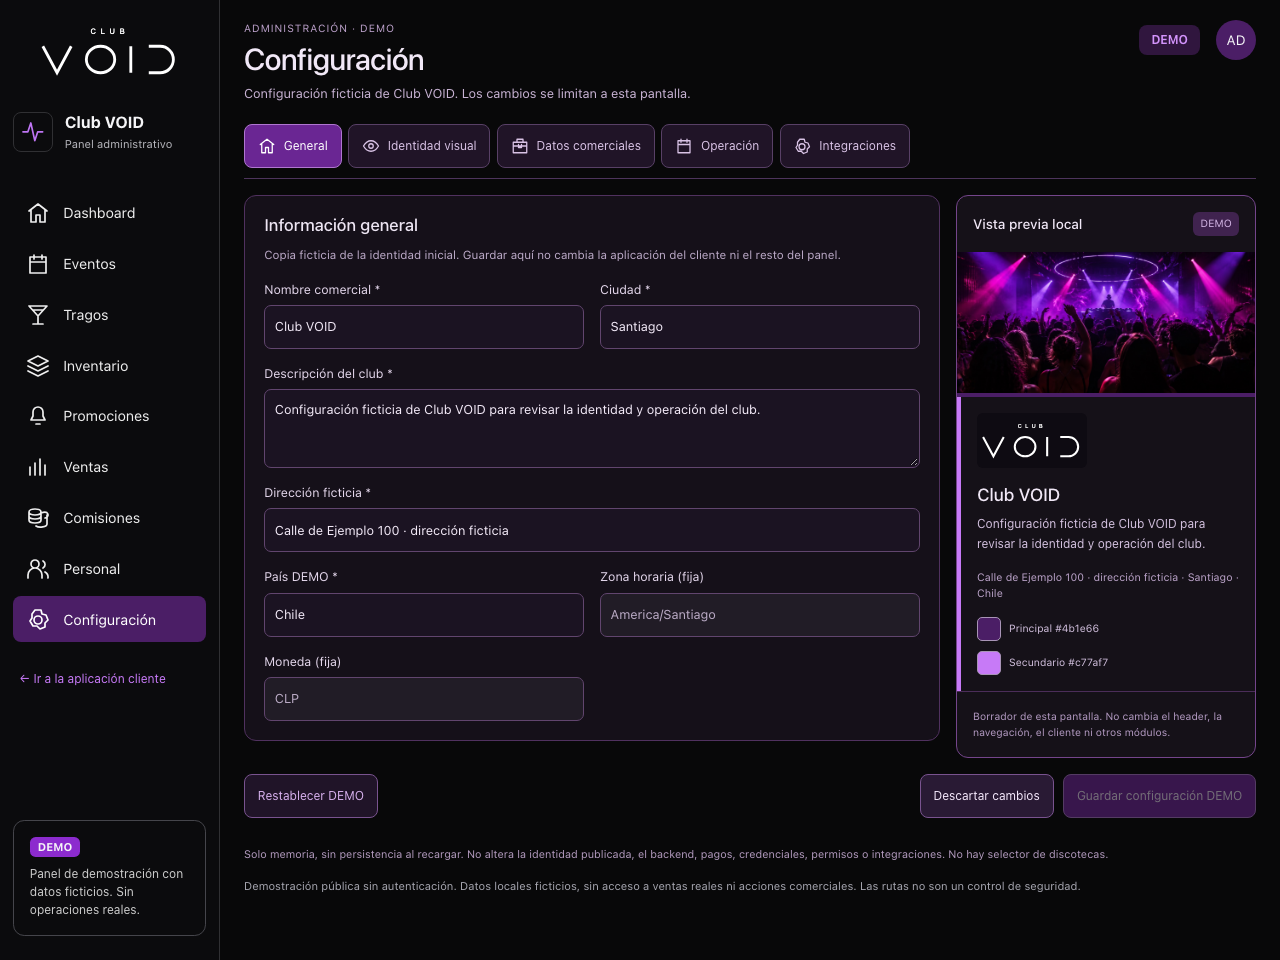 CLUB
VOID
Club VOID
Panel administrativo
Dashboard
Eventos
Tragos
Inventario
Promociones
Ventas
Comisiones
Personal
Configuración
← Ir a la aplicación cliente
DEMO
Panel de demostración con
datos ficticios. Sin
operaciones reales.
ADMINISTRACIÓN · DEMO
Configuración
Configuración ficticia de Club VOID. Los cambios se limitan a esta pantalla.
DEMO
AD
General
Identidad visual
Datos comerciales
Operación
Integraciones
Información general
Copia ficticia de la identidad inicial. Guardar aquí no cambia la aplicación del cliente ni el resto del panel.
Nombre comercial *
Ciudad *
Club VOID
Santiago
Descripción del club *
Configuración ficticia de Club VOID para revisar la identidad y operación del club.
Dirección ficticia *
Calle de Ejemplo 100 · dirección ficticia
País DEMO *
Zona horaria (fija)
Chile
America/Santiago
Moneda (fija)
CLP
Vista previa local
DEMO
CLUB
VOID
Club VOID
Configuración ficticia de Club VOID para
revisar la identidad y operación del club.
Calle de Ejemplo 100 · dirección ficticia · Santiago ·
Chile
Principal #4b1e66
Secundario #c77af7
Borrador de esta pantalla. No cambia el header, la
navegación, el cliente ni otros módulos.
Restablecer DEMO
Descartar cambios
Guardar configuración DEMO
Solo memoria, sin persistencia al recargar. No altera la identidad publicada, el backend, pagos, credenciales, permisos o integraciones. No hay selector de discotecas.
Demostración pública sin autenticación. Datos locales ficticios, sin acceso a ventas reales ni acciones comerciales. Las rutas no son un control de seguridad.